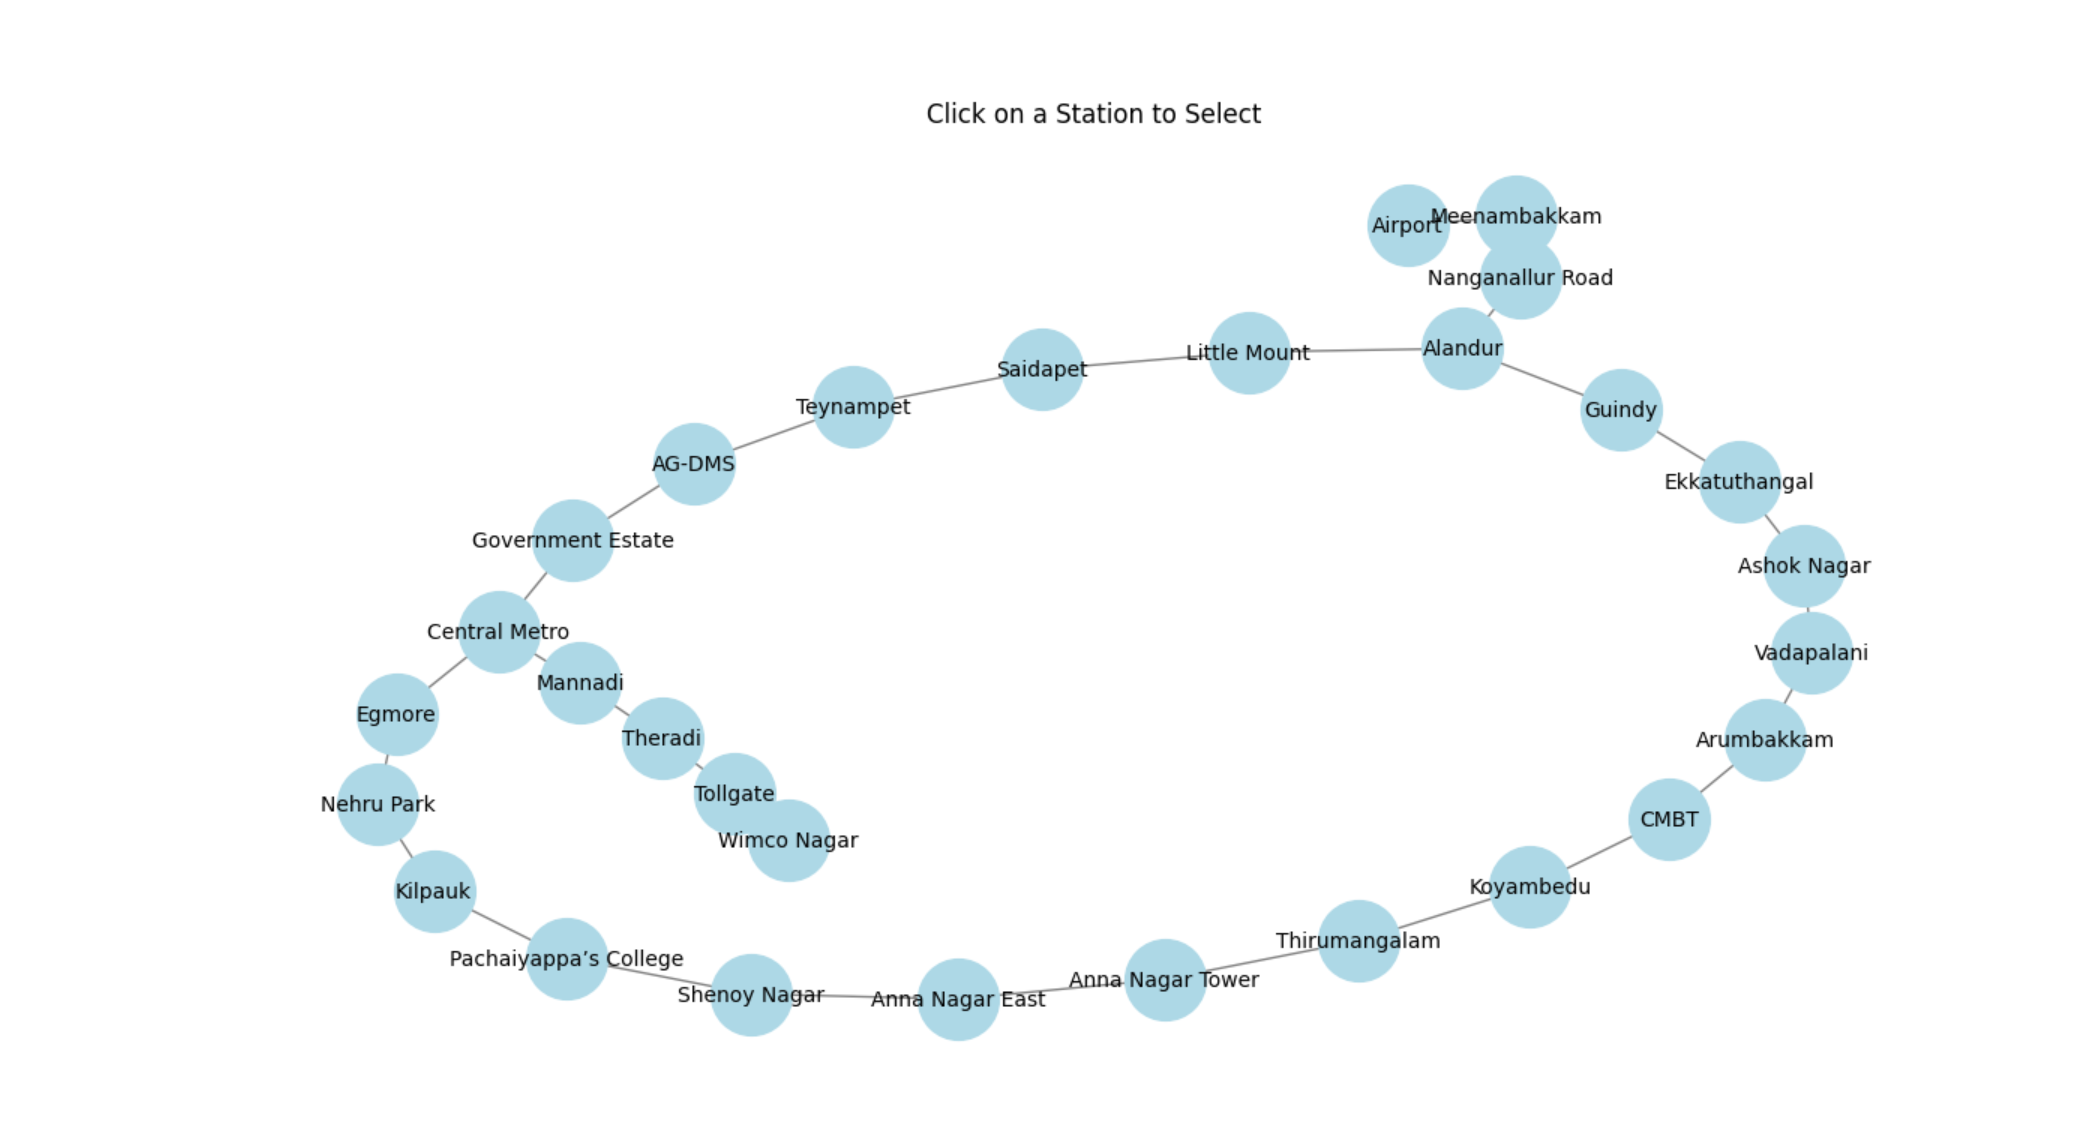 Click on a Station to Select
Airport
Meenambakkam
Nanganallur Road
Alandur
Little Mount
Saidapet
Teynampet
Guindy
AG-DMS
Ekkatuthangal
Government Estate
Ashok Nagar
Central Metro
Vadapalani
Mannadi
Egmore
Theradi
Arumbakkam
Tollgate
Nehru Park
CMBT
Wimco Nagar
Koyambedu
Kilpauk
Thirumangalam
Pachaiyappa’s College
Anna Nagar Tower
Shenoy Nagar
Anna Nagar East